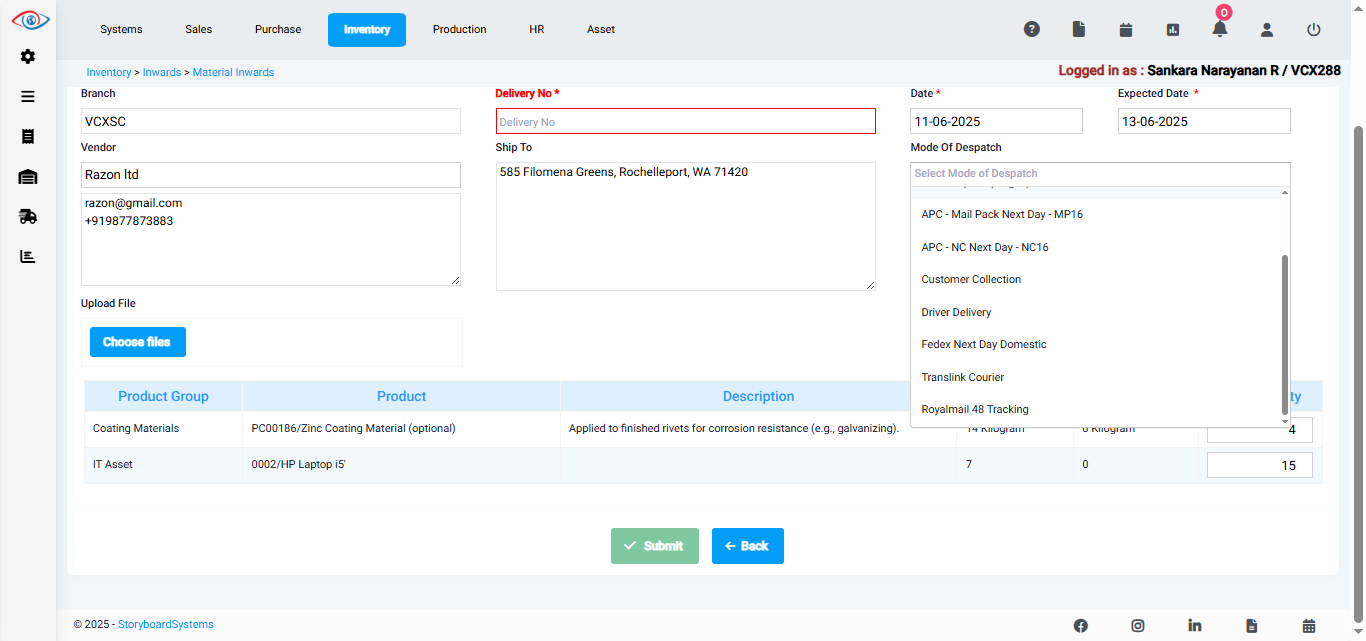 Systems Sales Purchase Inventory Production HR Asset
0
Inventory > Inwards > Material Inwards
Logged in as : Sankara Narayanan R / VCX288
Branch
Delivery No *
Date *
Expected Date *
VCXSC
Delivery No
11-06-2025
13-06-2025
Vendor
Ship To
Mode Of Despatch
Razon ltd
585 Filomena Greens, Rochelleport, WA 71420
Select Mode of Despatch
razon@gmail.com
+919877873883
APC - Mail Pack Next Day - MP16
APC - NC Next Day - NC16
Customer Collection
Driver Delivery
Fedex Next Day Domestic
Translink Courier
Royalmail 48 Tracking
Upload File
Choose files
Product Group Product Description ty
Coating Materials PC00186/Zinc Coating Material (optional) Applied to finished rivets for corrosion resistance (e.g., galvanizing). 14 Kilogram 0 Kilogram 4
IT Asset 0002/HP Laptop i5' 7 0 15
Submit
Back
© 2025 - StoryboardSystems